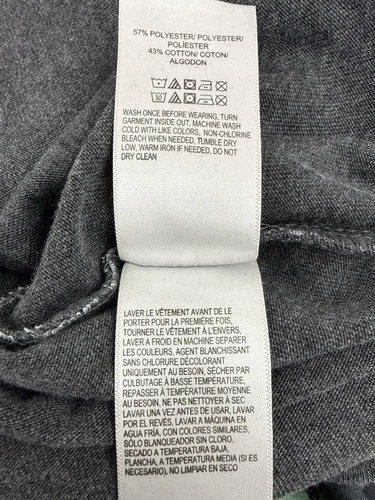 57% POLYESTER/ POLYESTER/
POLÍESTER
43% COTTON/ COTON/
ALGODON
30
WASH ONCE BEFORE WEARING, TURN
GARMENT INSIDE OUT, MACHINE WASH
COLD WITH LIKE COLORS, NON-CHLORINE
BLEACH WHEN NEEDED, TUMBLE DRY
LOW, WARM IRON IF NEEDED, DO NOT
DRY CLEAN
LAVER LE VÊTEMENT AVANT DE LE
PORTER POUR LA PREMIÈRE FOIS,
TOURNER LE VÊTEMENT À L'ENVERS,
LAVER A FROID EN MACHINE SEPARER
LES COULEURS, AGENT BLANCHISSANT
SANS CHLORURE DÉCOLORANT
UNIQUEMENT AU BESOIN, SÉCHER PAR
CULBUTAGE À BASSE TEMPÉRATURE,
REPASSER À TEMPÉRATURE MOYENNE
AU BESOIN, NE PAS NETTOYER À SEC
LAVAR UNA VEZ ANTES DE USAR, LAVAR
POR EL REVÉS, LAVAR A MÁQUINA EN
AGUA FRÍA, CON COLORES SIMILARES,
SÓLO BLANQUEADOR SIN CLORO,
SECADO A TEMPERATURA BAJA,
PLANCHA, A TEMPERATURA MEDIA (SI ES
NECESARIO), NO LIMPIAR EN SECO